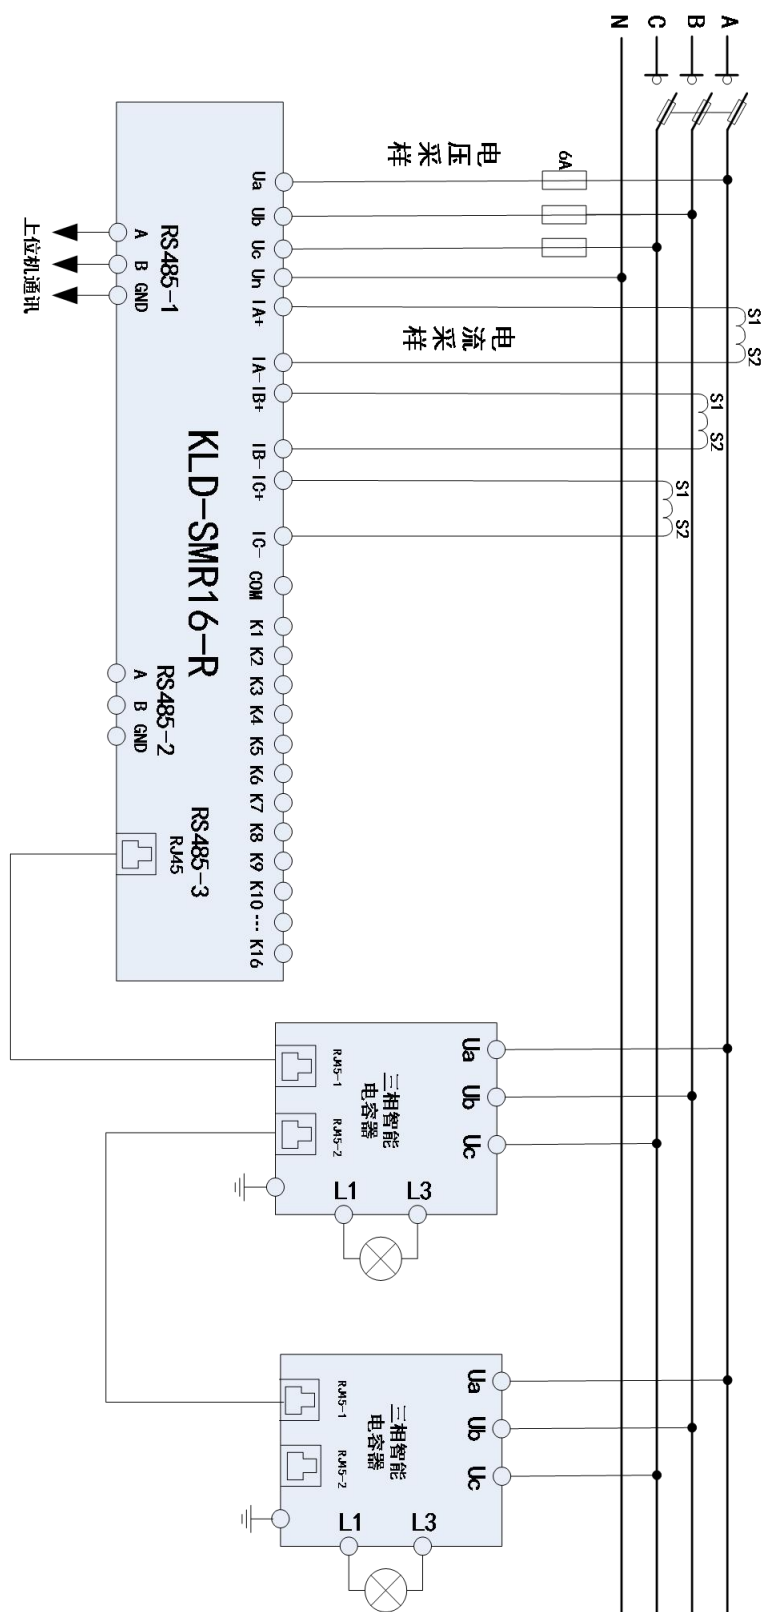 A
B
C
N
6A
电压采样
电流采样
S1
S2
S1
S2
S1
S2
Ua
Ub
Uc
Un
IA+
IA-
IB+
IB-
IC+
IC-
COM
K1
K2
K3
K4
K5
K6
K7
K8
K9
K10
...
K16
KLD-SMR16-R
RS485-1
A
B
GND
上位机通讯
RS485-2
A
B
GND
RS485-3
RJ45
Ua
Ub
Uc
三相智能
电容器
RJ45-1
RJ45-2
L1
L3
Ua
Ub
Uc
三相智能
电容器
RJ45-1
RJ45-2
L1
L3